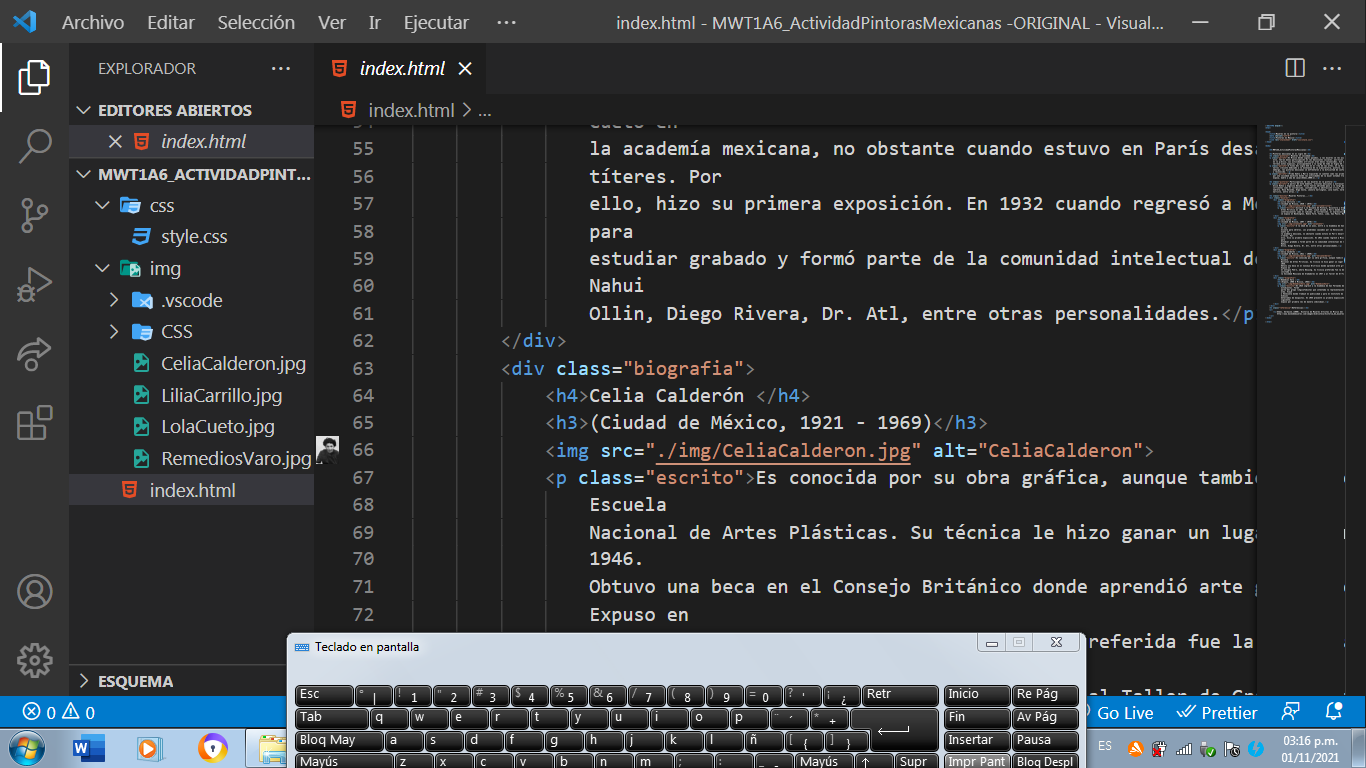 Archivo Editar Selección Ver Ir Ejecutar ··· index.html - MWT1A6_ActividadPintorasMexicanas -ORIGINAL - Visual...
EXPLORADOR ···
EDITORES ABIERTOS
index.html
MWT1A6_ACTIVIDADPINT...
css
style.css
img
.vscode
CSS
CeliaCalderon.jpg
LiliaCarrillo.jpg
LolaCueto.jpg
RemediosVaro.jpg
index.html
ESQUEMA
index.html
index.html > ...
55 la academía mexicana, no obstante cuando estuvo en París desa
56 títeres. Por
57 ello, hizo su primera exposición. En 1932 cuando regresó a Mé
58 para
59 estudiar grabado y formó parte de la comunidad intelectual de
60 Nahui
61 Ollin, Diego Rivera, Dr. Atl, entre otras personalidades.</p
62 </div>
63 <div class="biografia">
64 <h4>Celia Calderón </h4>
65 <h3>(Ciudad de México, 1921 - 1969)</h3>
66 <img src="./img/CeliaCalderon.jpg" alt="CeliaCalderon">
67 <p class="escrito">Es conocida por su obra gráfica, aunque tambié
68 Escuela
69 Nacional de Artes Plásticas. Su técnica le hizo ganar un luga
70 1946.
71 Obtuvo una beca en el Consejo Británico donde aprendió arte g
72 Expuso en
referida fue la
0 0
Go Live Prettier
Teclado en pantalla
Esc ° | ! 1 " 2 # 3 $ 4 % 5 & 6 / 7 ( 8 ) 9 = 0 ? ' ¡ ¿ Retr Inicio Re Pág
Tab q w e r t y u i o p ¨ ´ * + Fin Av Pág
Bloq May a s d f g h j k l ñ [ { ] } Insertar Pausa
Mayús z x c v b n m ; : - _ Mayús ↑ Supr Impr Pant Bloq Despl
ES 03:16 p.m.
01/11/2021